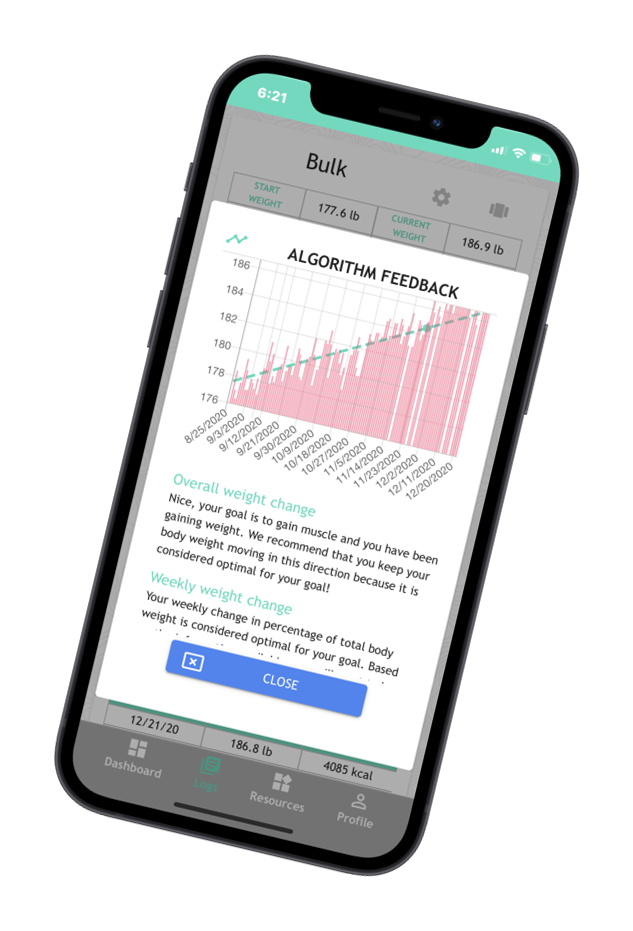 6:21
Bulk
START WEIGHT 177.6 lb CURRENT WEIGHT 186.9 lb
ALGORITHM FEEDBACK
186
184
182
180
178
176
8/25/2020 9/3/2020 9/12/2020 9/21/2020 9/30/2020 10/9/2020 10/18/2020 10/27/2020 11/5/2020 11/14/2020 11/23/2020 12/2/2020 12/11/2020 12/20/2020
Overall weight change
Nice, your goal is to gain muscle and you have been
gaining weight. We recommend that you keep your
body weight moving in this direction because it is
considered optimal for your goal!
Weekly weight change
Your weekly change in percentage of total body
weight is considered optimal for your goal. Based
CLOSE
12/21/20 186.8 lb 4085 kcal
Dashboard Logs Resources Profile